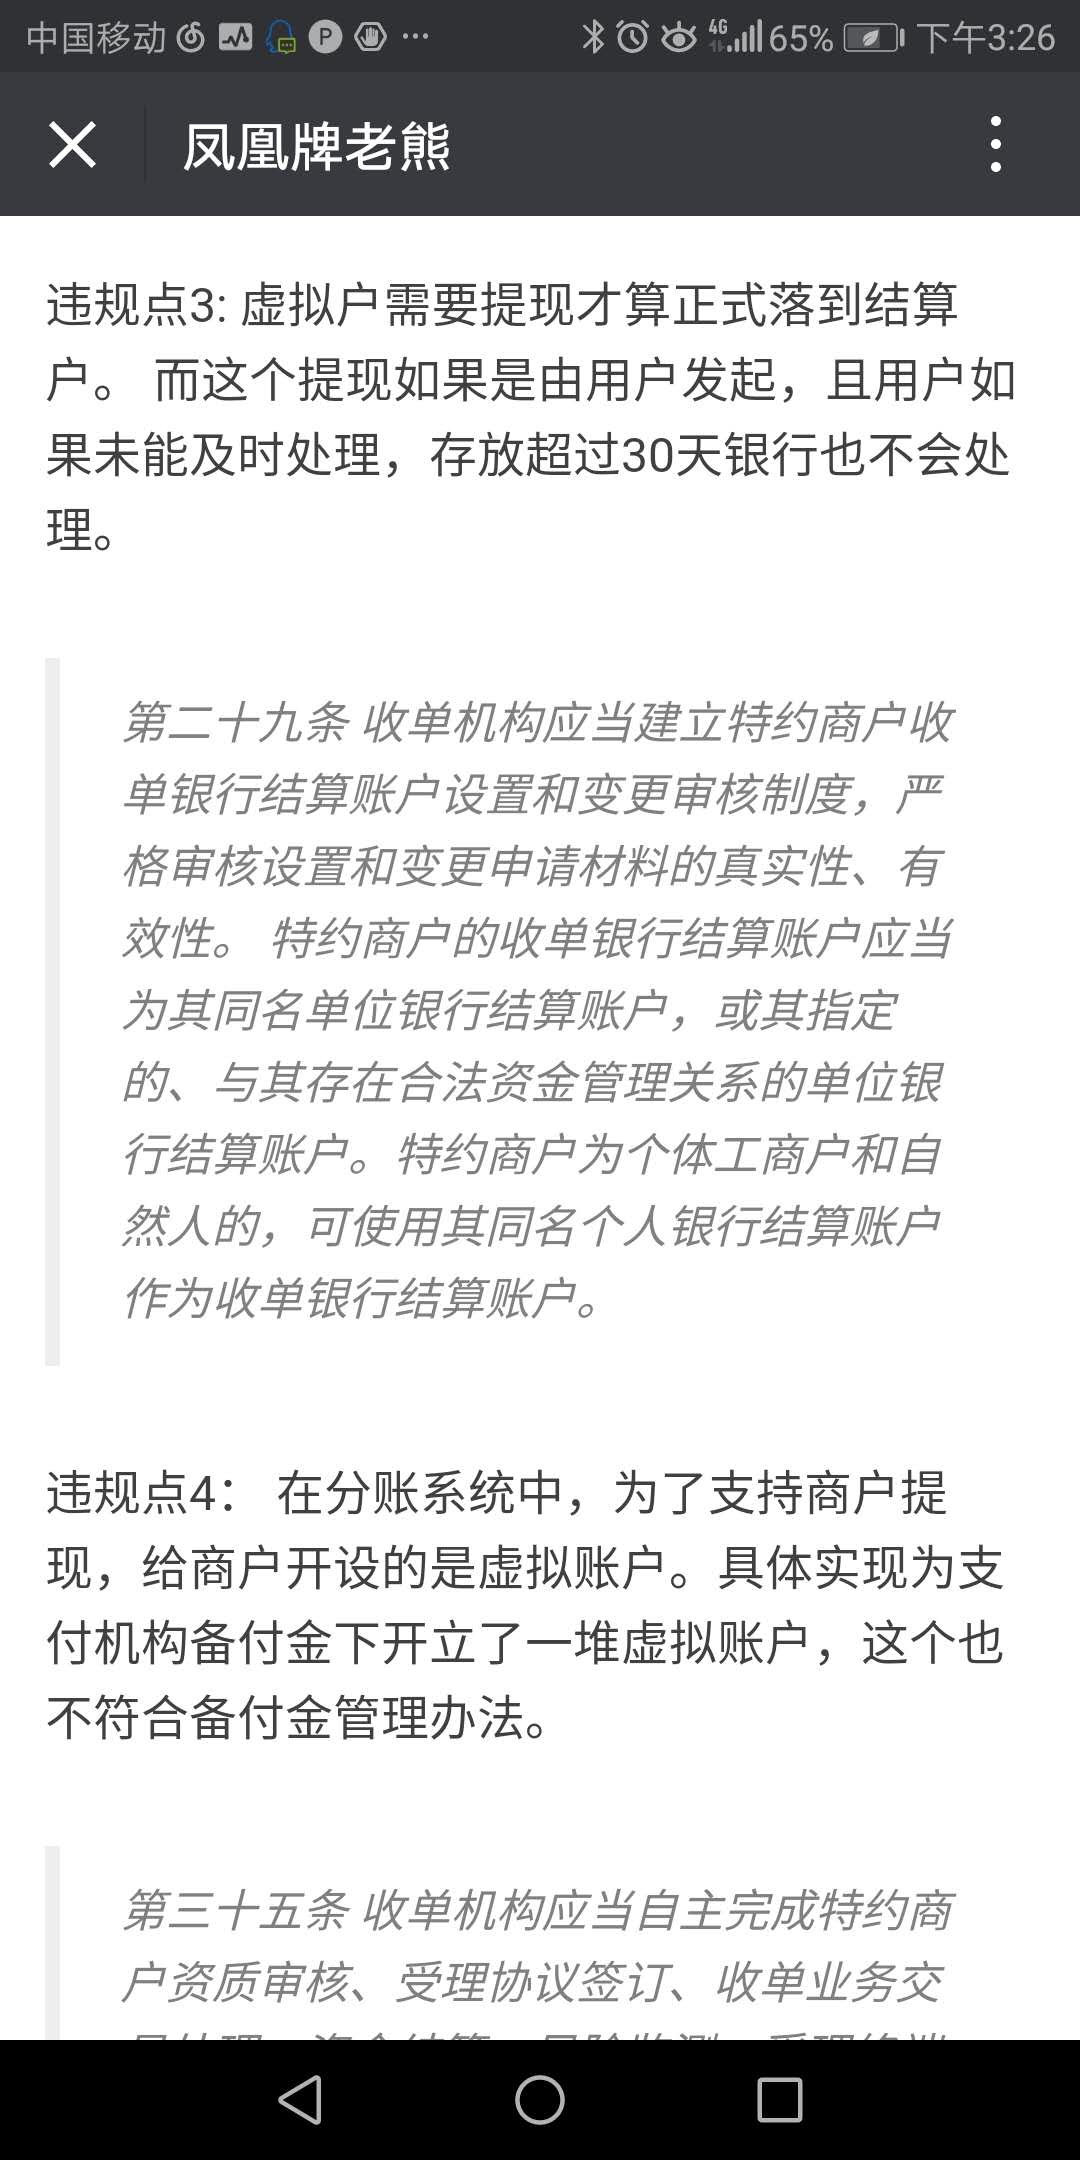 中国移动
P
4G
65%
下午3:26
凤凰牌老熊
违规点3: 虚拟户需要提现才算正式落到结算
户。 而这个提现如果是由用户发起，且用户如
果未能及时处理，存放超过30天银行也不会处
理。
第二十九条 收单机构应当建立特约商户收
单银行结算账户设置和变更审核制度，严
格审核设置和变更申请材料的真实性、有
效性。 特约商户的收单银行结算账户应当
为其同名单位银行结算账户，或其指定
的、与其存在合法资金管理关系的单位银
行结算账户。特约商户为个体工商户和自
然人的，可使用其同名个人银行结算账户
作为收单银行结算账户。
违规点4： 在分账系统中，为了支持商户提
现，给商户开设的是虚拟账户。具体实现为支
付机构备付金下开立了一堆虚拟账户，这个也
不符合备付金管理办法。
第三十五条 收单机构应当自主完成特约商
户资质审核、受理协议签订、收单业务交